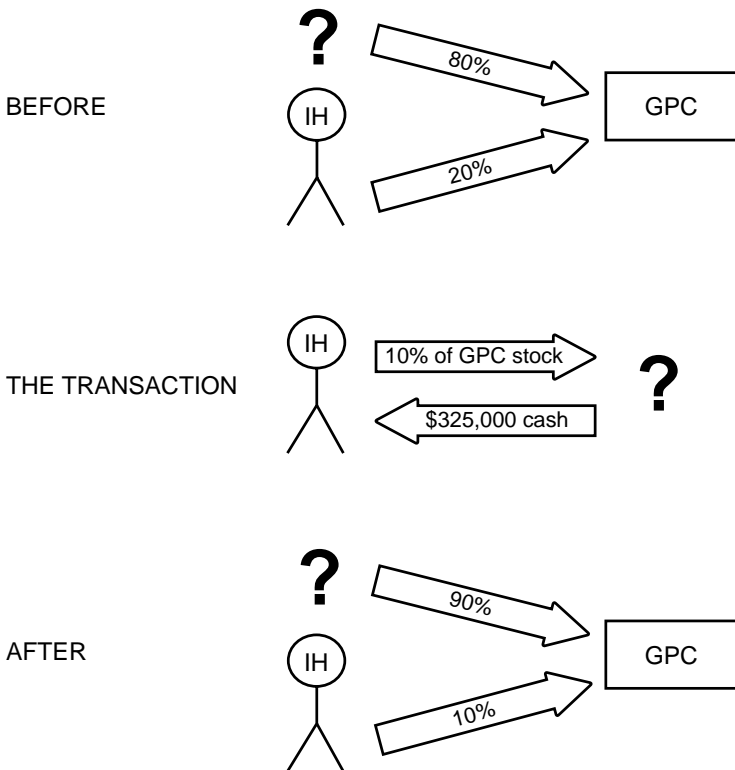 ?
80%
BEFORE
IH
GPC
20%
IH
10% of GPC stock
THE TRANSACTION
?
$325,000 cash
?
90%
AFTER
IH
GPC
10%